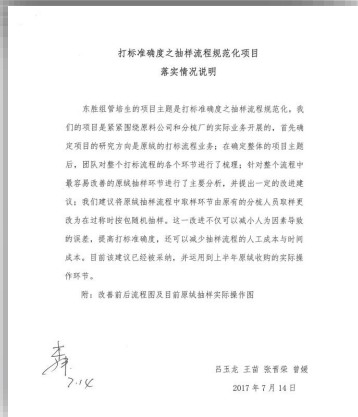 打标准确度之抽样流程规范化项目
落实情况说明
东胜组管培生的项目主题是打标准确度之抽样流程规范化。我
们的项目是紧紧围绕原料公司和分梳厂的实际业务开展的，首先确
定项目的研究方向是原绒的打标流程业务；在确定整体的项目主题
后，团队对整个打标流程的各个环节进行了梳理；针对整个流程中
最容易改善的原绒抽样环节进行了主要分析，并提出一定的改进建
议：我们建议将原绒抽样流程中取样环节由原有的分梳人员取样更
改为在过称时按包随机抽样。这一改进不仅可以减小人为因素导致
的误差，提高打标准确度，还可以减少抽样流程的人工成本与时间
成本。目前该建议已经被采纳，并运用到上半年原绒收购的实际操
作环节。
附：改善前后流程图及目前原绒抽样实际操作图
7.14
吕玉龙 王苗 张晋荣 曾媛
2017 年 7 月 14 日